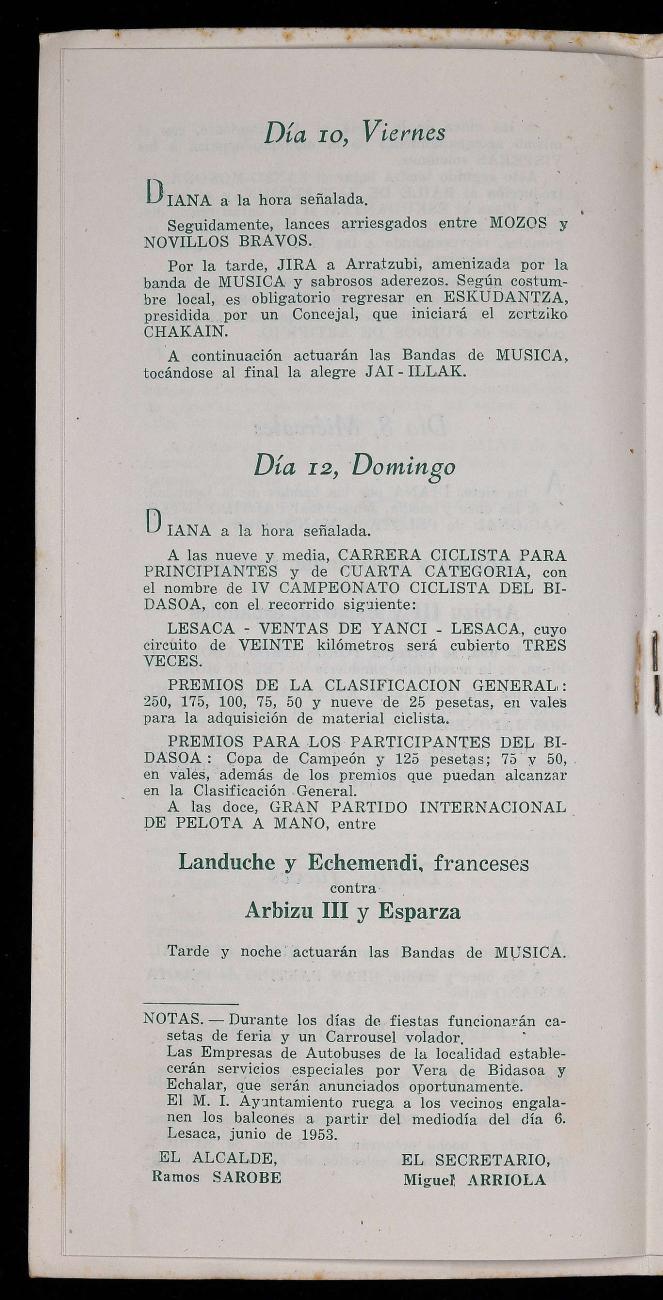 Día 10, Viernes
DIANA a la hora señalada.
Seguidamente, lances arriesgados entre MOZOS y
NOVILLOS BRAVOS.
Por la tarde, JIRA a Arratzubi, amenizada por la
banda de MUSICA y sabrosos aderezos. Según costum-
bre local, es obligatorio regresar en ESKUDANTZA,
presidida por un Concejal, que iniciará el zortziko
CHAKAIN.
A continuación actuarán las Bandas de MUSICA,
tocándose al final la alegre JAI - ILLAK.
Día 12, Domingo
DIANA a la hora señalada.
A las nueve y media, CARRERA CICLISTA PARA
PRINCIPIANTES y de CUARTA CATEGORIA, con
el nombre de IV CAMPEONATO CICLISTA DEL BI-
DASOA, con el recorrido siguiente:
LESACA - VENTAS DE YANCI - LESACA, cuyo
circuito de VEINTE kilómetros será cubierto TRES
VECES.
PREMIOS DE LA CLASIFICACION GENERAL:
250, 175, 100, 75, 50 y nueve de 25 pesetas, en vales
para la adquisición de material ciclista.
PREMIOS PARA LOS PARTICIPANTES DEL BI-
DASOA: Copa de Campeón y 125 pesetas; 75 y 50,
en vales, además de los premios que puedan alcanzar
en la Clasificación General.
A las doce, GRAN PARTIDO INTERNACIONAL
DE PELOTA A MANO, entre
Landuche y Echemendi, franceses
contra
Arbizu III y Esparza
Tarde y noche actuarán las Bandas de MUSICA.
NOTAS. — Durante los días de fiestas funcionarán ca-
setas de feria y un Carrousel volador.
Las Empresas de Autobuses de la localidad estable-
cerán servicios especiales por Vera de Bidasoa y
Echalar, que serán anunciados oportunamente.
El M. I. Ayuntamiento ruega a los vecinos engala-
nen los balcones a partir del mediodía del día 6.
Lesaca, junio de 1953.
EL ALCALDE,
Ramos SAROBE
EL SECRETARIO,
Miguel ARRIOLA